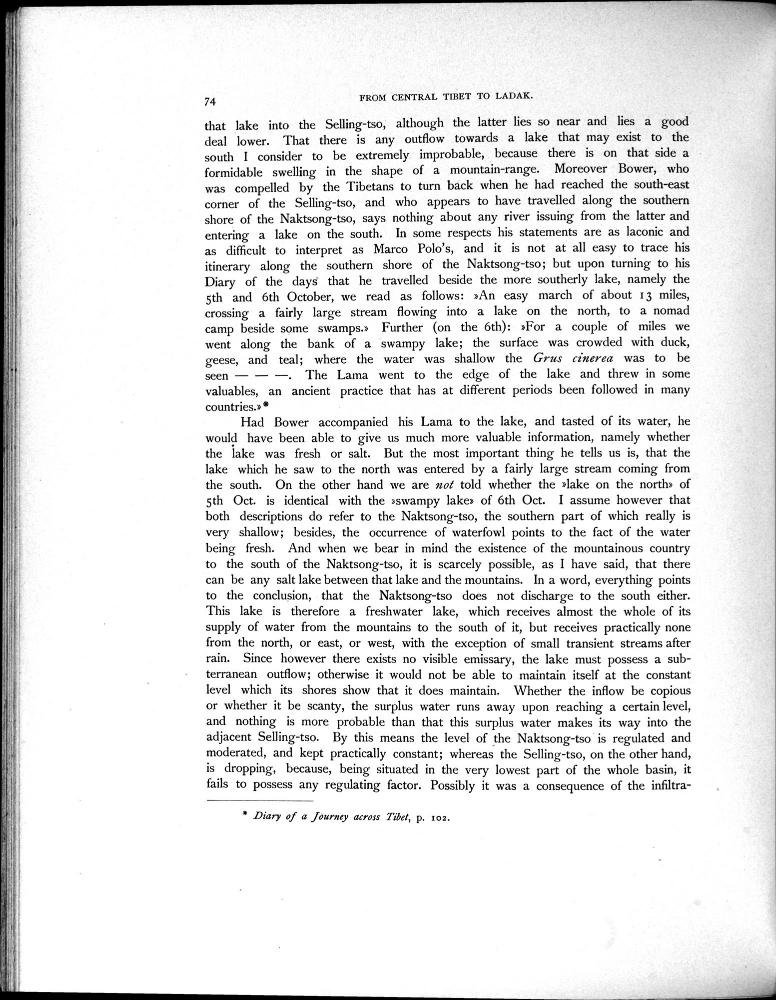 74
FROM CENTRAL TIBET TO LADAK.
that lake into the Selling-tso, although the latter lies so near and lies a good
deal lower. That there is any outflow towards a lake that may exist to the
south I consider to be extremely improbable, because there is on that side a
formidable swelling in the shape of a mountain-range. Moreover Bower, who
was compelled by the Tibetans to turn back when he had reached the south-east
corner of the Selling-tso, and who appears to have travelled along the southern
shore of the Naktsong-tso, says nothing about any river issuing from the latter and
entering a lake on the south. In some respects his statements are as laconic and
as difficult to interpret as Marco Polo's, and it is not at all easy to trace his
itinerary along the southern shore of the Naktsong-tso; but upon turning to his
Diary of the days that he travelled beside the more southerly lake, namely the
5th and 6th October, we read as follows: »An easy march of about 13 miles,
crossing a fairly large stream flowing into a lake on the north, to a nomad
camp beside some swamps.» Further (on the 6th): »For a couple of miles we
went along the bank of a swampy lake; the surface was crowded with duck,
geese, and teal; where the water was shallow the Grus cinerea was to be
seen — — —. The Lama went to the edge of the lake and threw in some
valuables, an ancient practice that has at different periods been followed in many
countries.»*
Had Bower accompanied his Lama to the lake, and tasted of its water, he
would have been able to give us much more valuable information, namely whether
the lake was fresh or salt. But the most important thing he tells us is, that the
lake which he saw to the north was entered by a fairly large stream coming from
the south. On the other hand we are not told whether the »lake on the north» of
5th Oct. is identical with the »swampy lake» of 6th Oct. I assume however that
both descriptions do refer to the Naktsong-tso, the southern part of which really is
very shallow; besides, the occurrence of waterfowl points to the fact of the water
being fresh. And when we bear in mind the existence of the mountainous country
to the south of the Naktsong-tso, it is scarcely possible, as I have said, that there
can be any salt lake between that lake and the mountains. In a word, everything points
to the conclusion, that the Naktsong-tso does not discharge to the south either.
This lake is therefore a freshwater lake, which receives almost the whole of its
supply of water from the mountains to the south of it, but receives practically none
from the north, or east, or west, with the exception of small transient streams after
rain. Since however there exists no visible emissary, the lake must possess a sub-
terranean outflow; otherwise it would not be able to maintain itself at the constant
level which its shores show that it does maintain. Whether the inflow be copious
or whether it be scanty, the surplus water runs away upon reaching a certain level,
and nothing is more probable than that this surplus water makes its way into the
adjacent Selling-tso. By this means the level of the Naktsong-tso is regulated and
moderated, and kept practically constant; whereas the Selling-tso, on the other hand,
is dropping, because, being situated in the very lowest part of the whole basin, it
fails to possess any regulating factor. Possibly it was a consequence of the infiltra-
* Diary of a Journey across Tibet, p. 102.